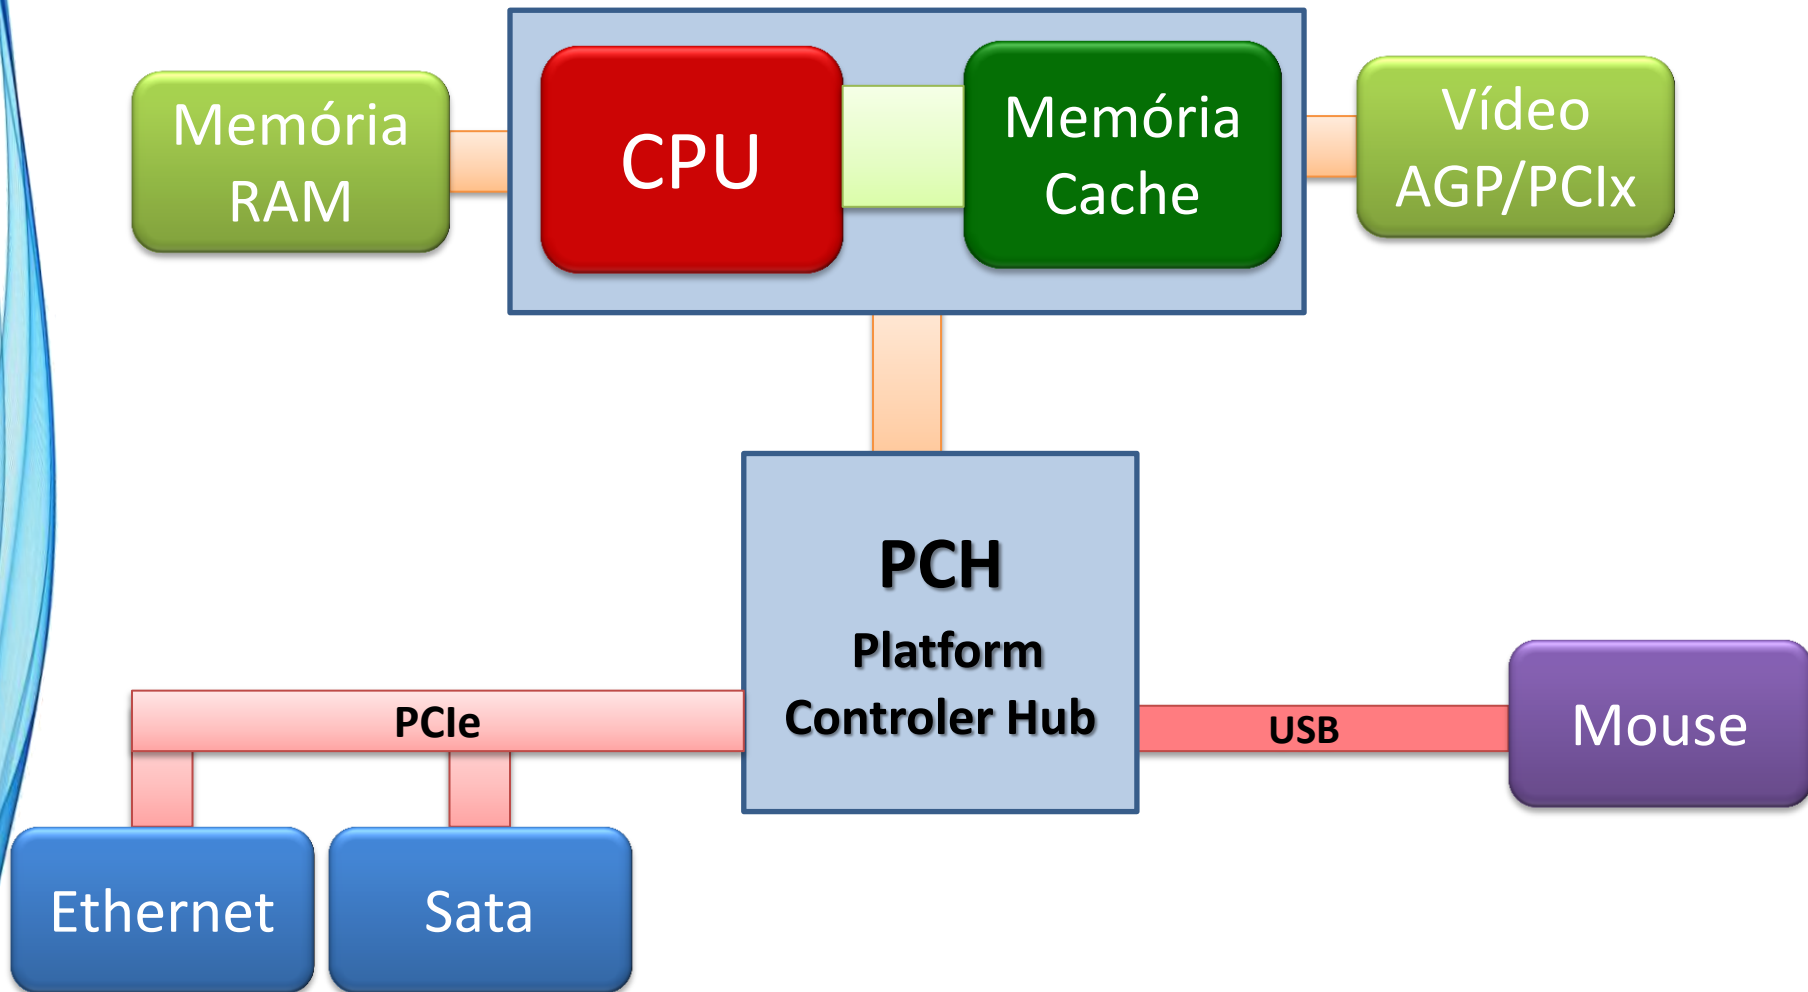 Memória
RAM
CPU
Memória
Cache
Vídeo
AGP/PCIx
PCH
Platform
Controler Hub
PCIe
USB
Mouse
Ethernet
Sata